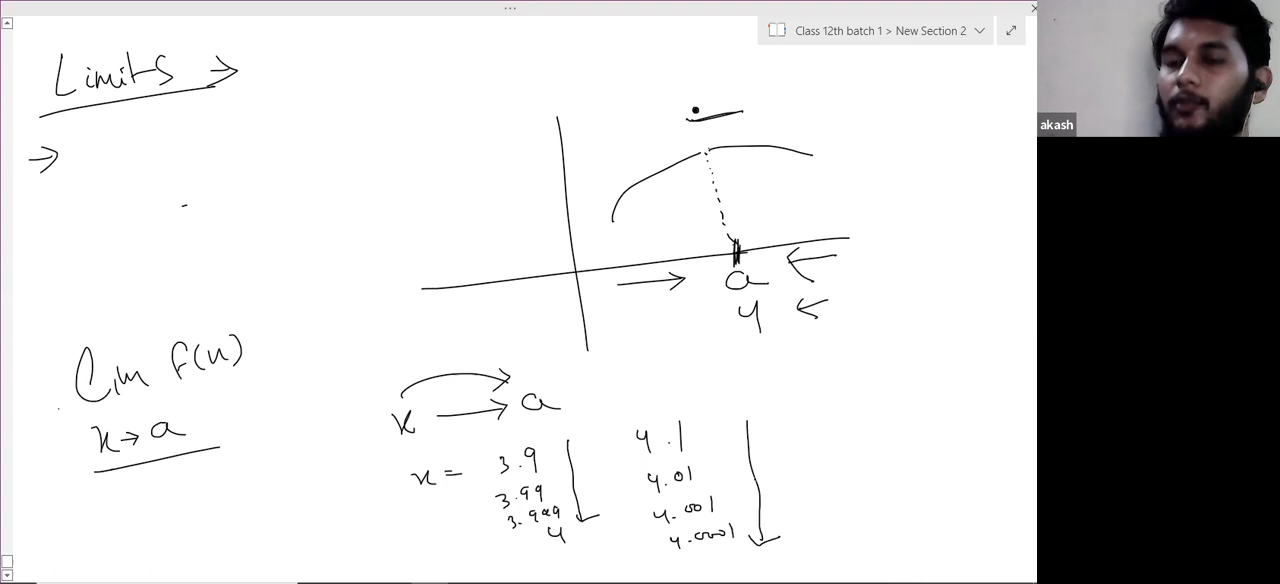 Class 12th batch 1 > New Section 2
akash
Limits →
→
a
4
Lim f(x)
x → a
x → a
x = 3.9 4.1
3.99 4.01
3.999 4.001
4 4.0001